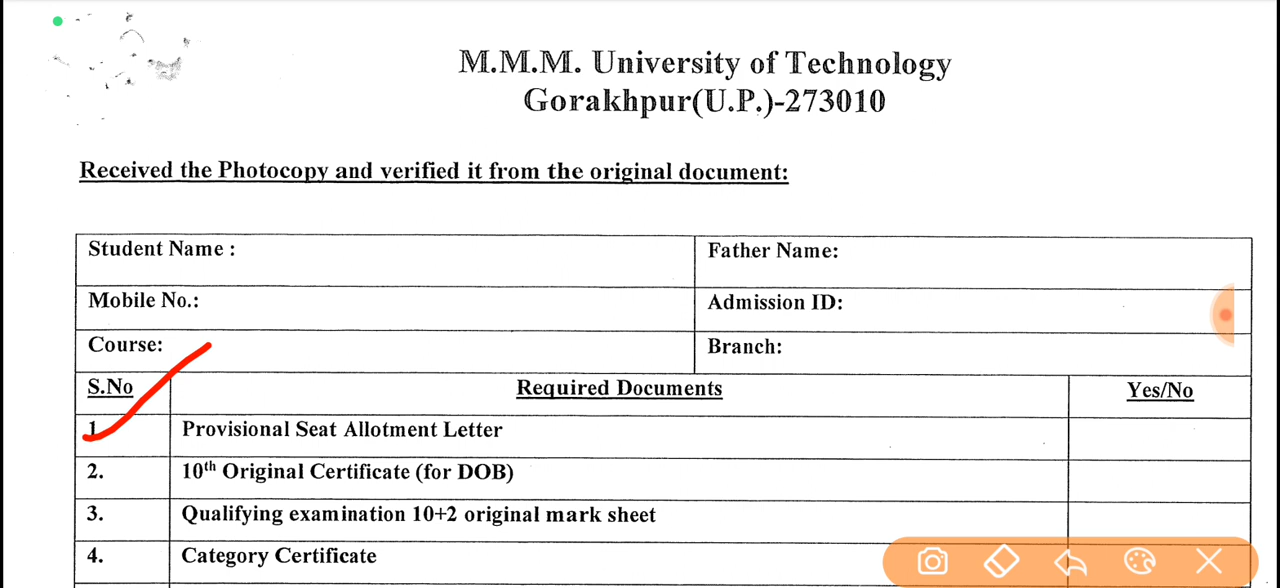 M.M.M. University of Technology
Gorakhpur(U.P.)-273010
Received the Photocopy and verified it from the original document:
Student Name :
Father Name:
Mobile No.:
Admission ID:
Course:
Branch:
S.No
Required Documents
Yes/No
1
Provisional Seat Allotment Letter
2.
10th Original Certificate (for DOB)
3.
Qualifying examination 10+2 original mark sheet
4.
Category Certificate